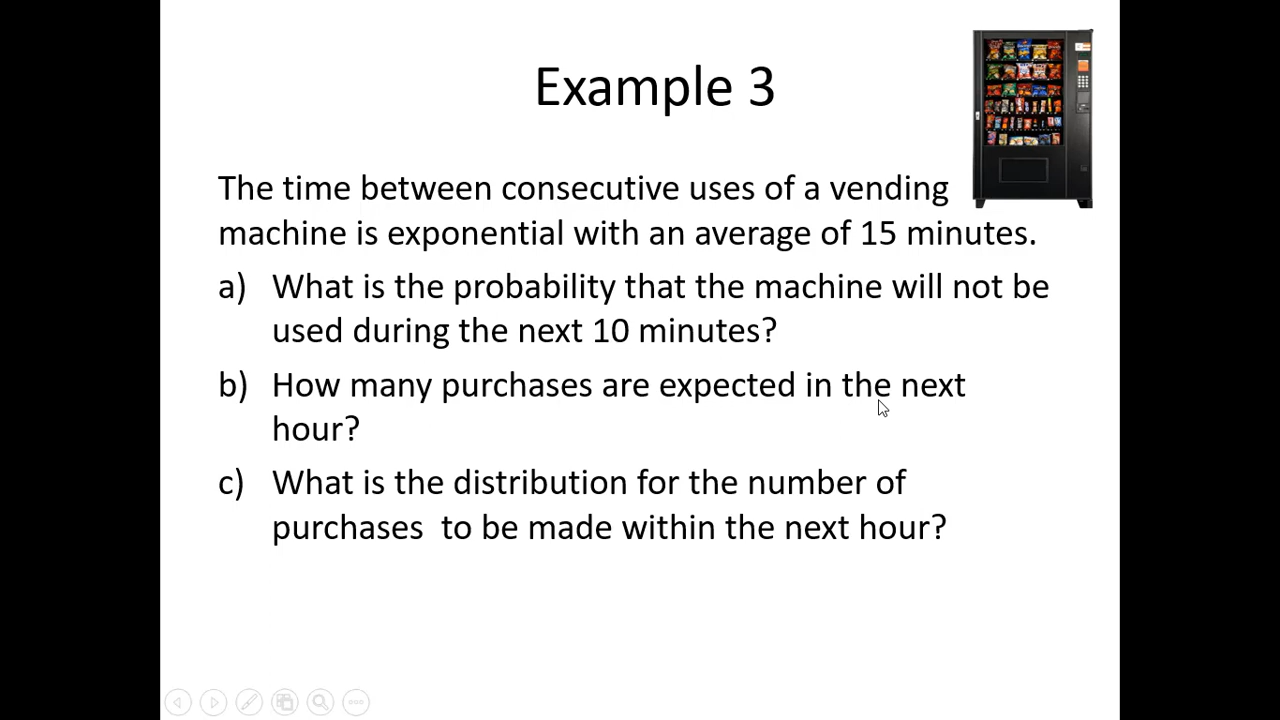 Example 3
The time between consecutive uses of a vending
machine is exponential with an average of 15 minutes.
a) What is the probability that the machine will not be
used during the next 10 minutes?
b) How many purchases are expected in the next
hour?
c) What is the distribution for the number of
purchases  to be made within the next hour?